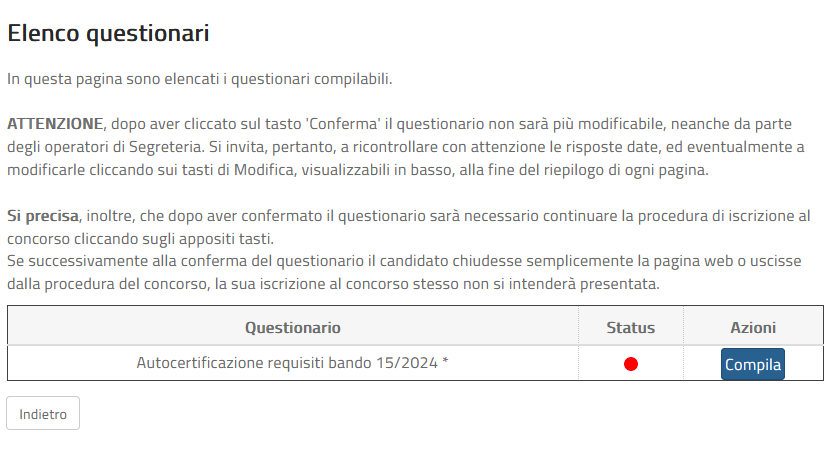 Elenco questionari
In questa pagina sono elencati i questionari compilabili.
ATTENZIONE, dopo aver cliccato sul tasto 'Conferma' il questionario non sarà più modificabile, neanche da parte
degli operatori di Segreteria. Si invita, pertanto, a ricontrollare con attenzione le risposte date, ed eventualmente a
modificarle cliccando sui tasti di Modifica, visualizzabili in basso, alla fine del riepilogo di ogni pagina.
Si precisa, inoltre, che dopo aver confermato il questionario sarà necessario continuare la procedura di iscrizione al
concorso cliccando sugli appositi tasti.
Se successivamente alla conferma del questionario il candidato chiudesse semplicemente la pagina web o uscisse
dalla procedura del concorso, la sua iscrizione al concorso stesso non si intenderà presentata.
Questionario Status Azioni
Autocertificazione requisiti bando 15/2024 * Compila
Indietro